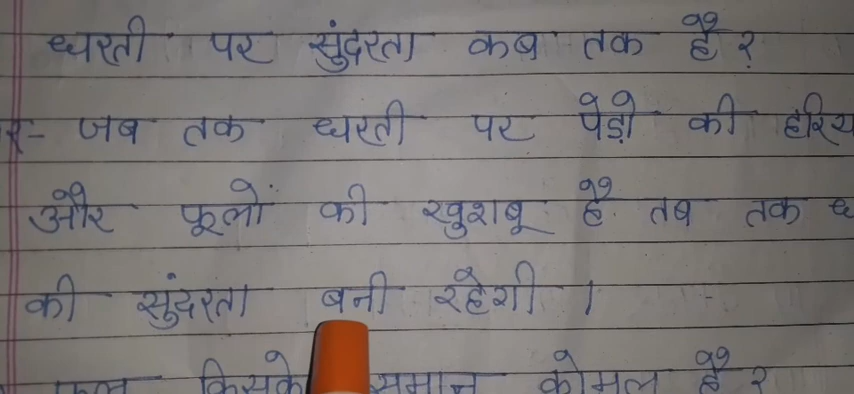 धरती पर सुंदरता कब तक है ?
- जब तक धरती पर पेड़ो की
और फूलों की खुशबू है तब तक
की सुंदरता बनी रहेगी ।
किसके समान कोमल है ?